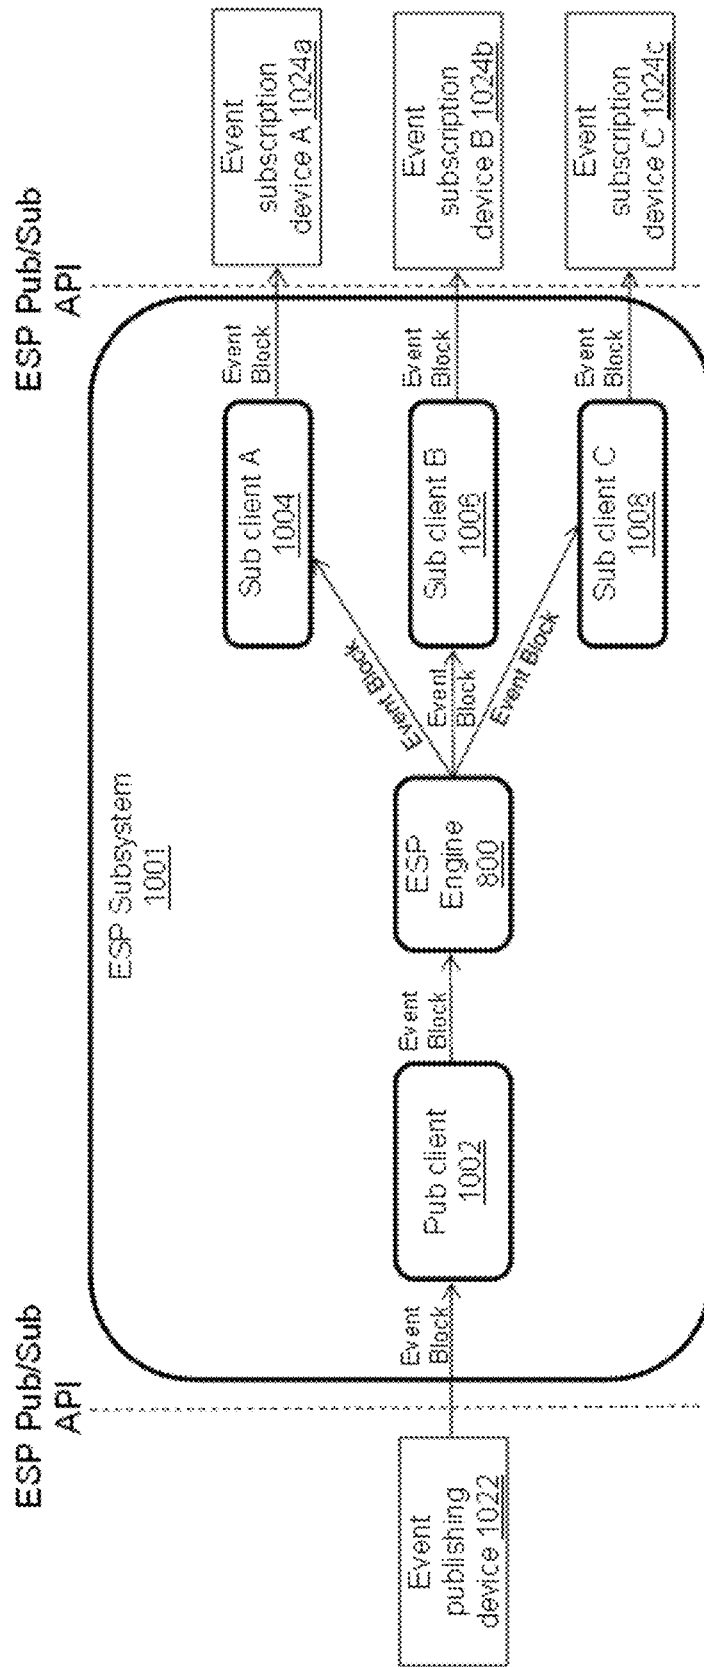 ESP Pub/Sub
API
ESP Pub/Sub
API
ESP Subsystem
1001
Event
publishing
device 1022
Event
Block
Pub client
1002
Event
Block
ESP
Engine
800
Event Block
Event
Block
Event Block
Sub client A
1004
Event
Block
Event
subscription
device A 1024a
Sub client B
1006
Event
Block
Event
subscription
device B 1024b
Sub client C
1008
Event
Block
Event
subscription
device C 1024c